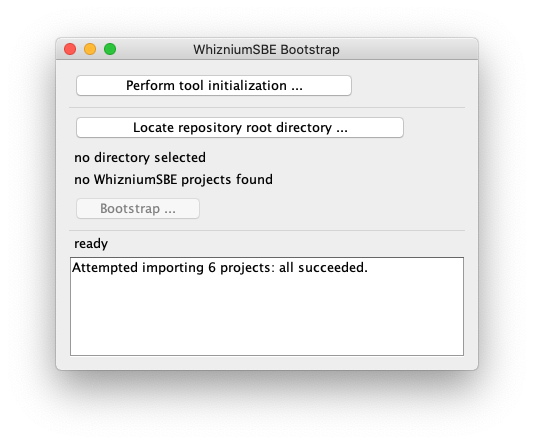 WhizniumSBE Bootstrap
Perform tool initialization ...
Locate repository root directory ...
no directory selected
no WhizniumSBE projects found
Bootstrap ...
ready
Attempted importing 6 projects: all succeeded.